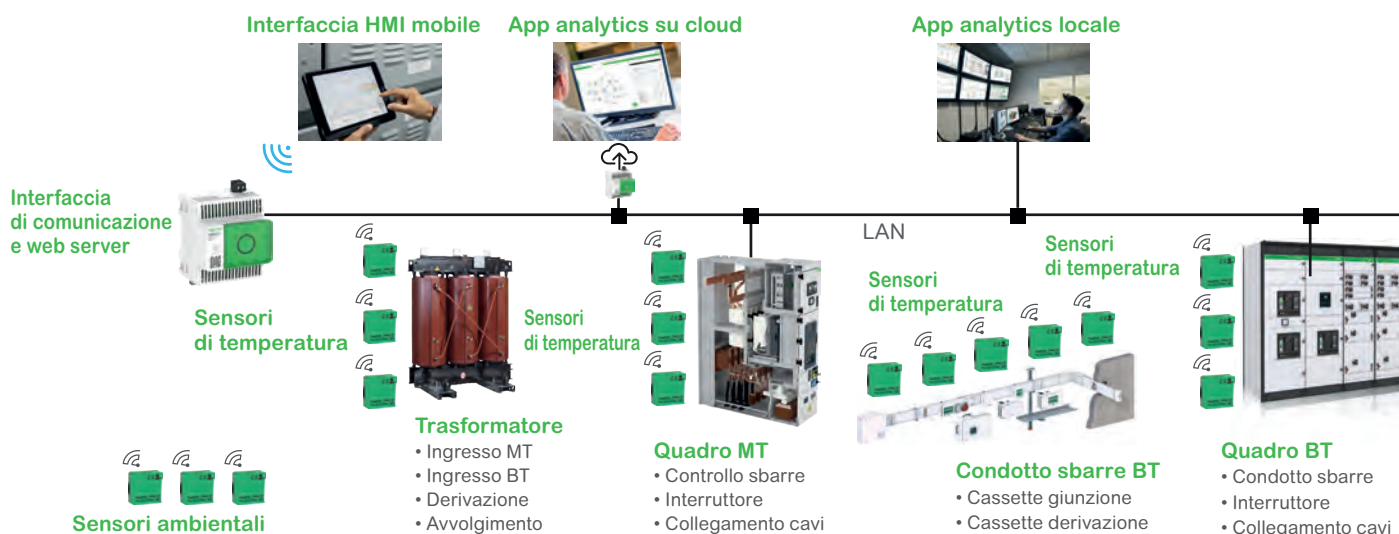 Interfaccia HMI mobile
App analytics su cloud
App analytics locale
Interfaccia
di comunicazione
e web server
LAN
Sensori
di temperatura
Sensori
di temperatura
Sensori
di temperatura
Sensori
di temperatura
Trasformatore
• Ingresso MT
• Ingresso BT
• Derivazione
• Avvolgimento
Quadro MT
• Controllo sbarre
• Interruttore
• Collegamento cavi
Condotto sbarre BT
• Cassette giunzione
• Cassette derivazione
Quadro BT
• Condotto sbarre
• Interruttore
• Collegamento cavi
Sensori ambientali